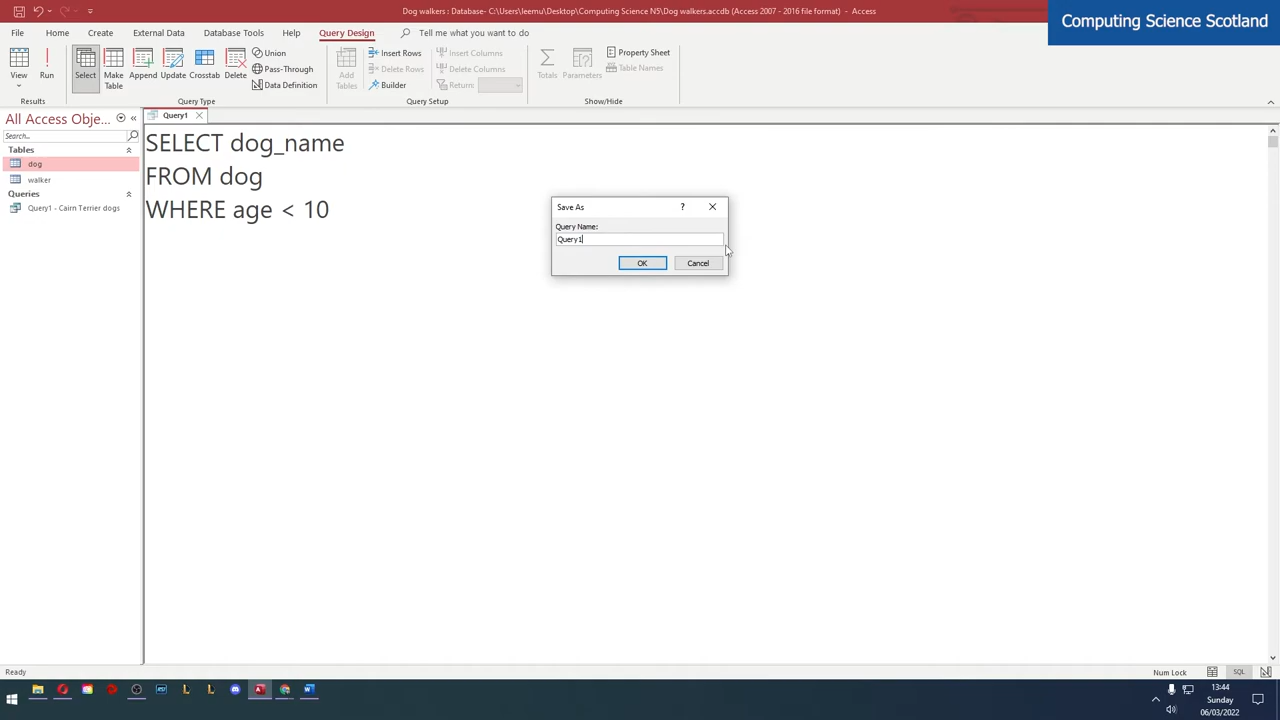 Dog walkers : Database- C:\Users\leemu\Desktop\Computing Science N5\Dog walkers.accdb (Access 2007 - 2016 file format) - Access
Computing Science Scotland
File Home Create External Data Database Tools Help Query Design Tell me what you want to do
View
Run
Select
Make Table
Append
Update
Crosstab
Delete
Union
Pass-Through
Data Definition
Add Tables
Insert Rows
Delete Rows
Builder
Insert Columns
Delete Columns
Return:
Totals
Parameters
Property Sheet
Table Names
Results
Query Type
Query Setup
Show/Hide
All Access Obje...
Search...
Tables
dog
walker
Queries
Query1 - Cairn Terrier dogs
Query1
SELECT dog_name
FROM dog
WHERE age < 10
Save As
?
Query Name:
Query1
OK Cancel
Ready
Num Lock
SQL
13:44
Sunday
06/03/2022